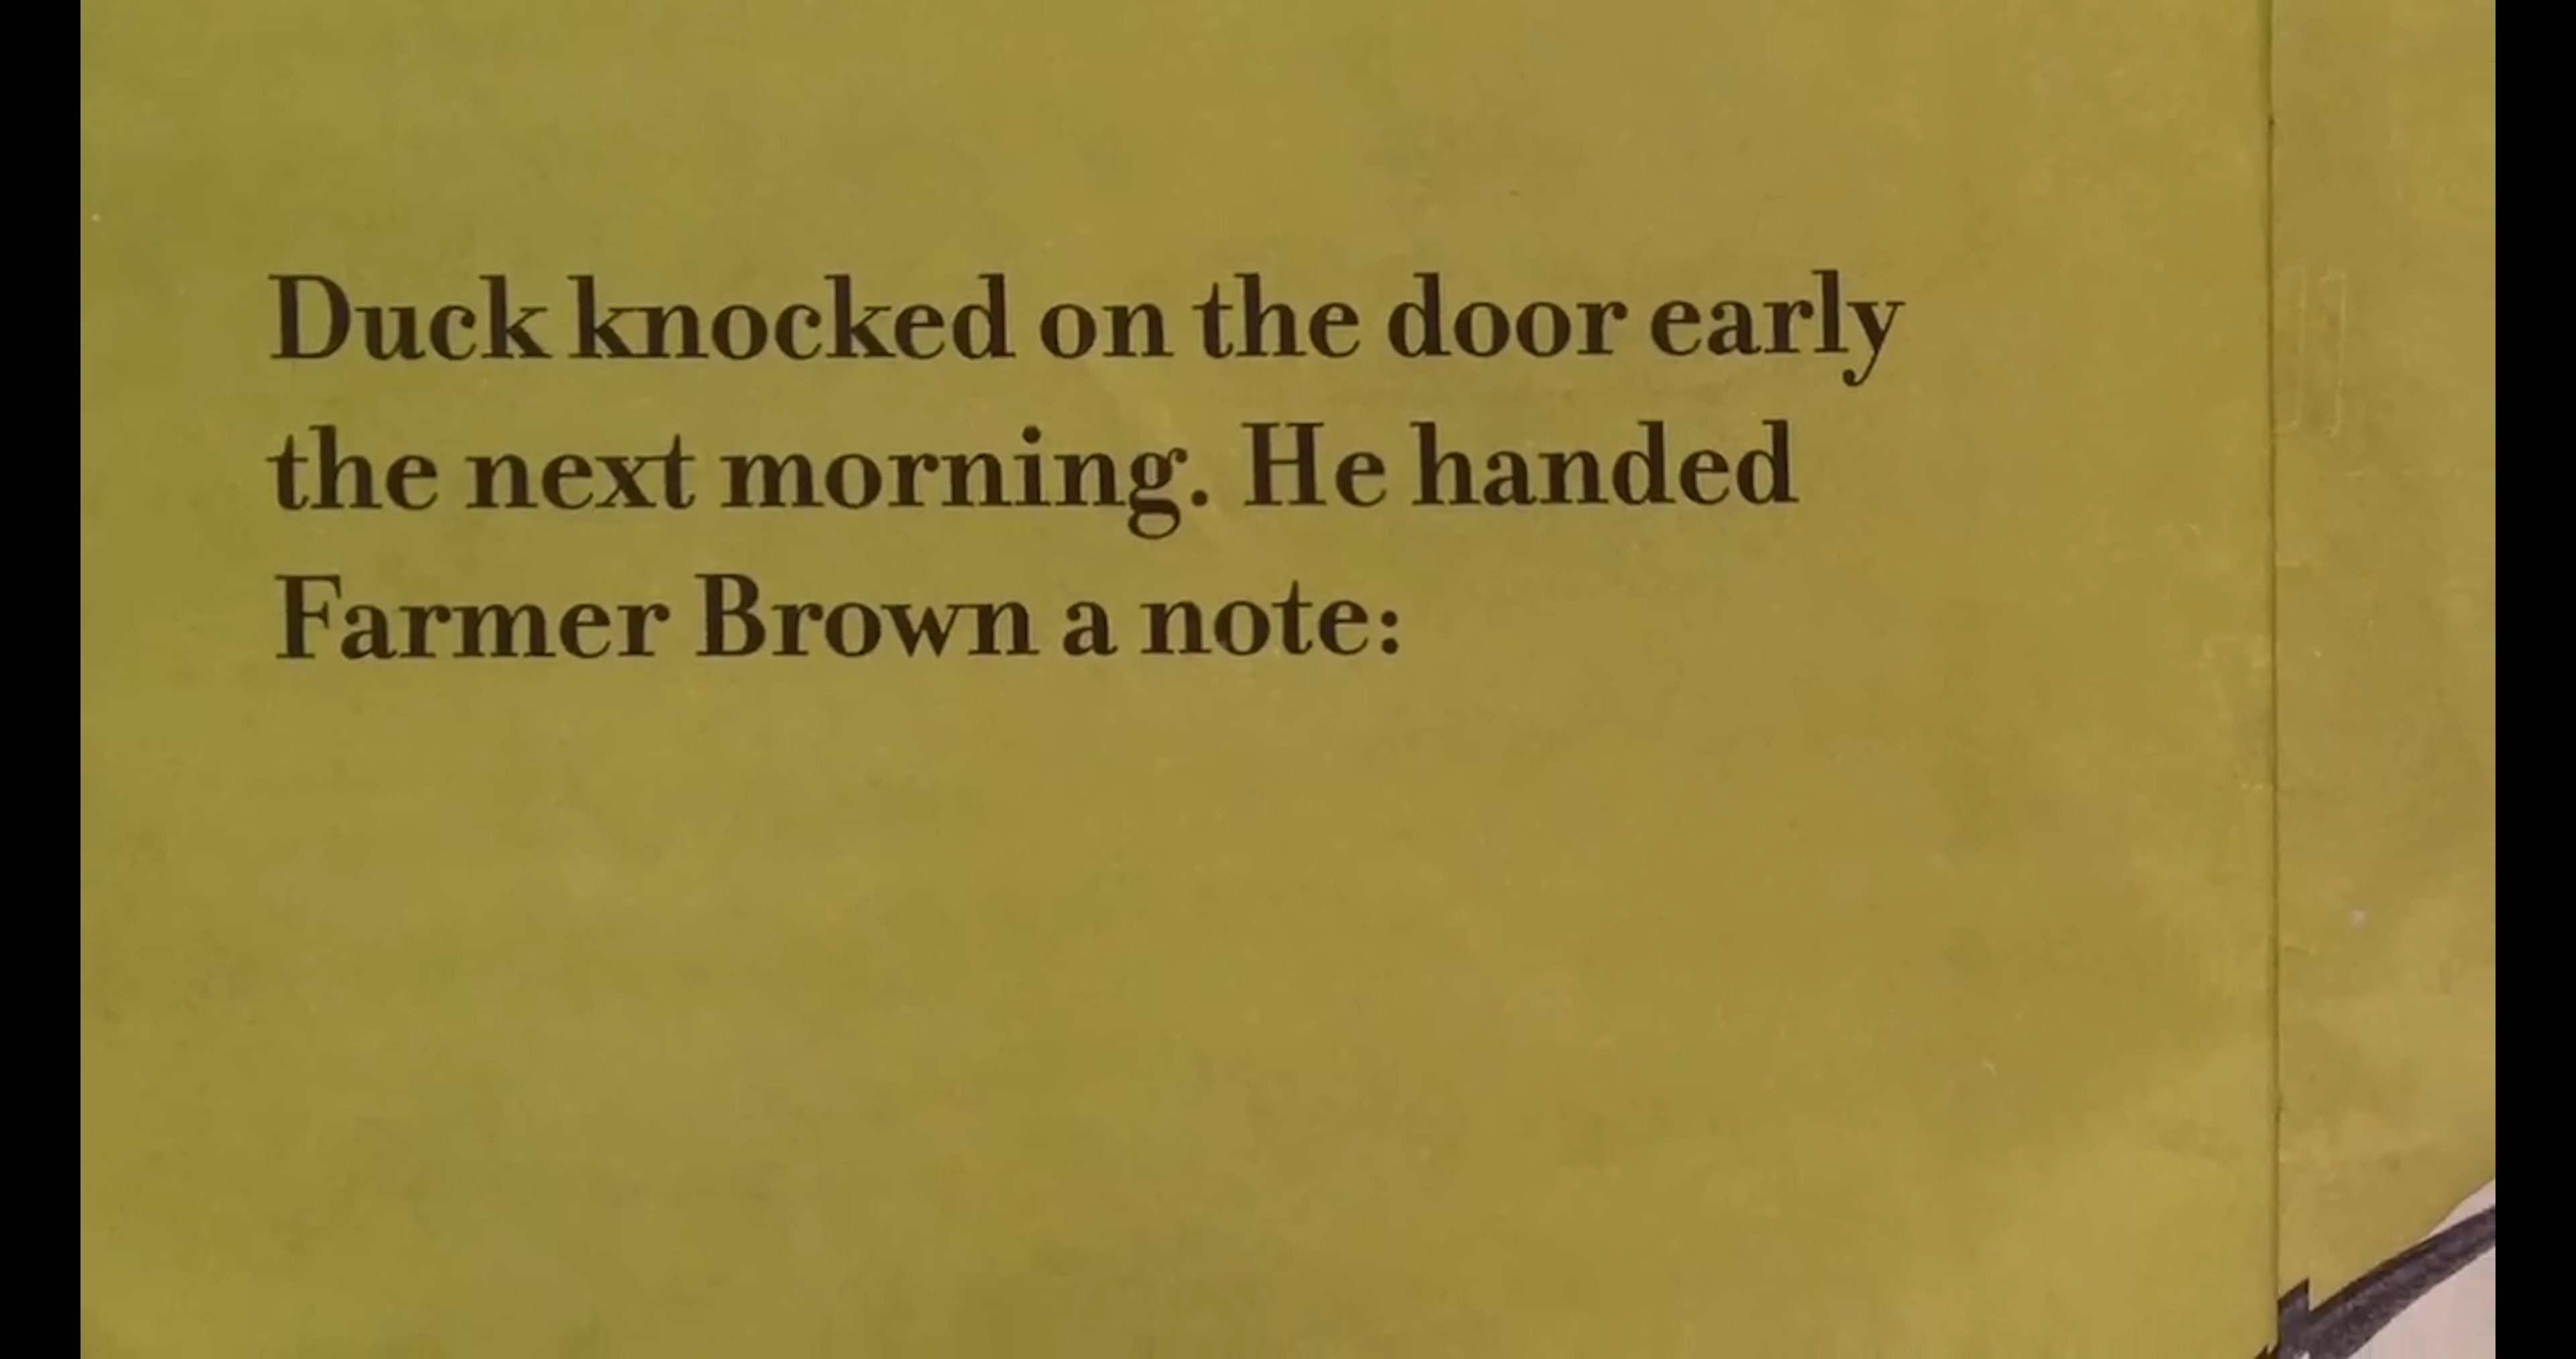 Duck knocked on the door early
the next morning. He handed
Farmer Brown a note: